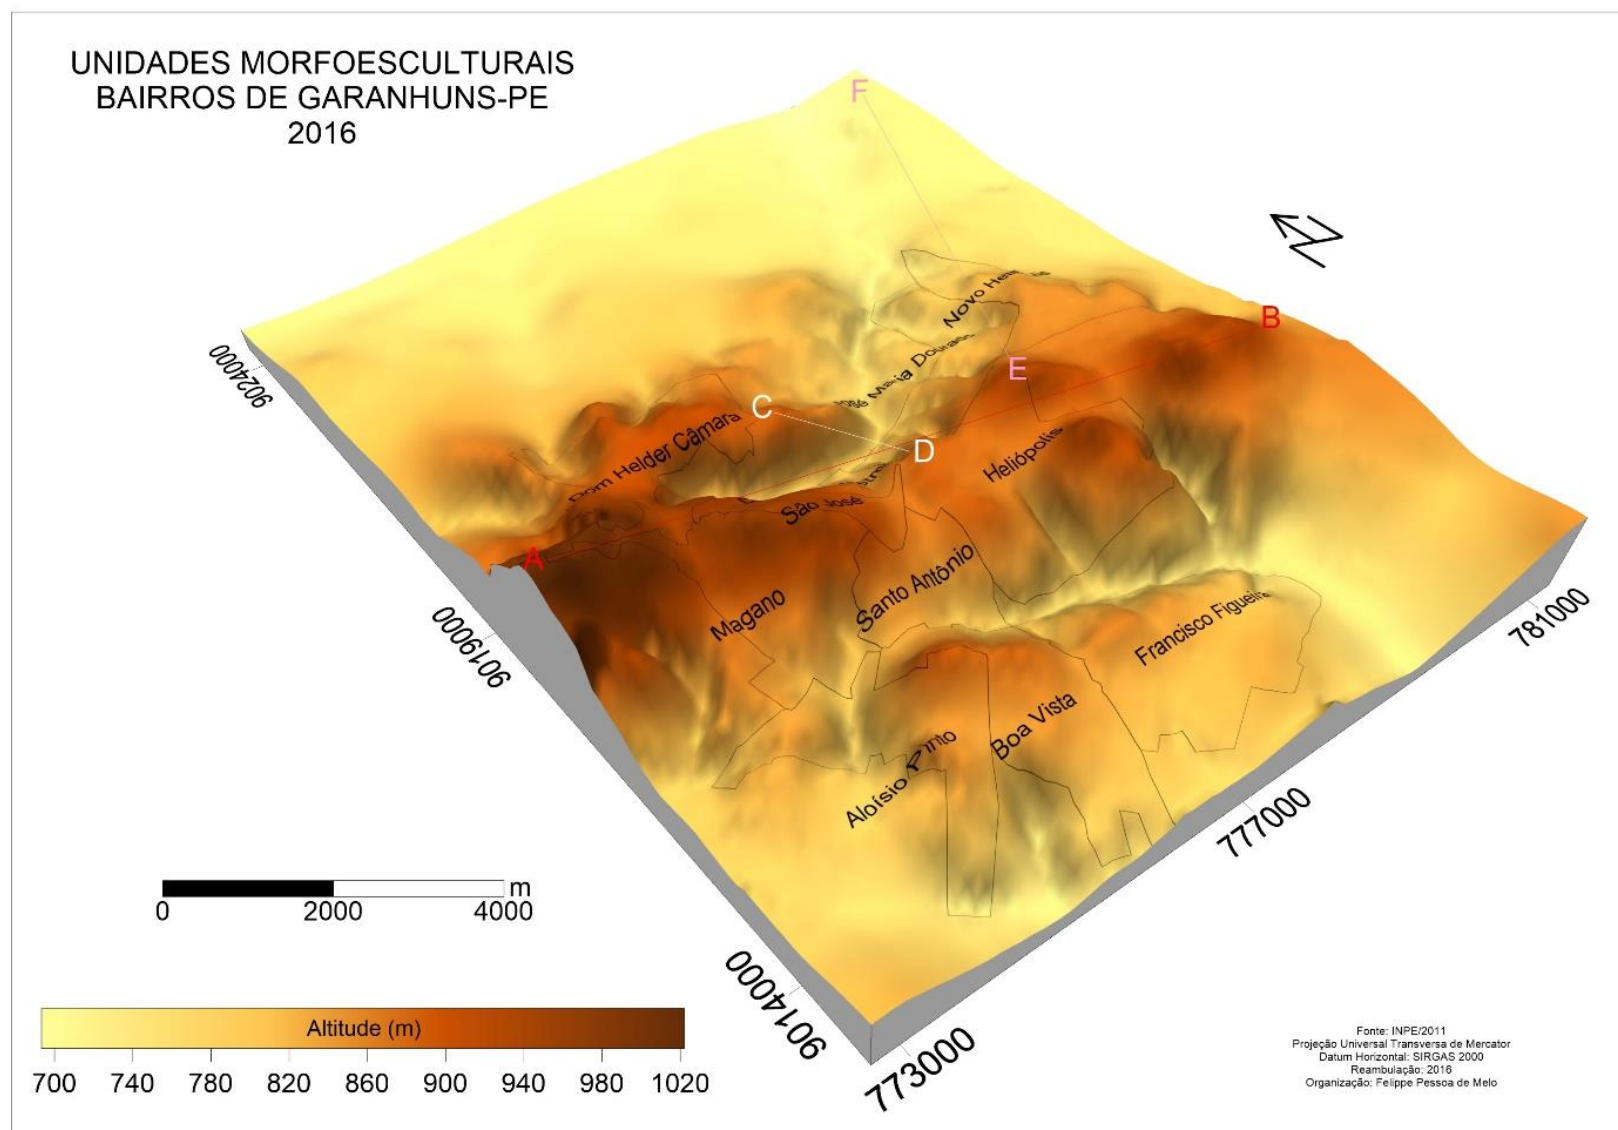 UNIDADES MORFOESCULTURAIS
BAIRROS DE GARANHUNS-PE
2016
F
B
E
C
D
A
Novo
Maria
Dom Helder Câmara
Heliópolis
São José
Santo Antônio
Magano
Francisco Figueira
Boa Vista
Aloísio Pinto
9024000
9019000
9014000
773000
777000
781000
m
0 2000 4000
Altitude (m)
700 740 780 820 860 900 940 980 1020
Fonte: INPE/2011
Projeção Universal Transversa de Mercator
Datum Horizontal: SIRGAS 2000
Reambulação: 2016
Organização: Felippe Pessoa de Melo